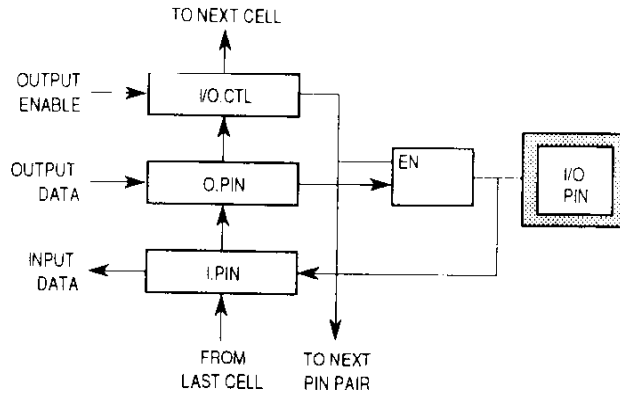 TO NEXT CELL
OUTPUT
ENABLE
I/O.CTL
OUTPUT
DATA
O.PIN
EN
I/O
PIN
INPUT
DATA
I.PIN
FROM
LAST CELL
TO NEXT
PIN PAIR